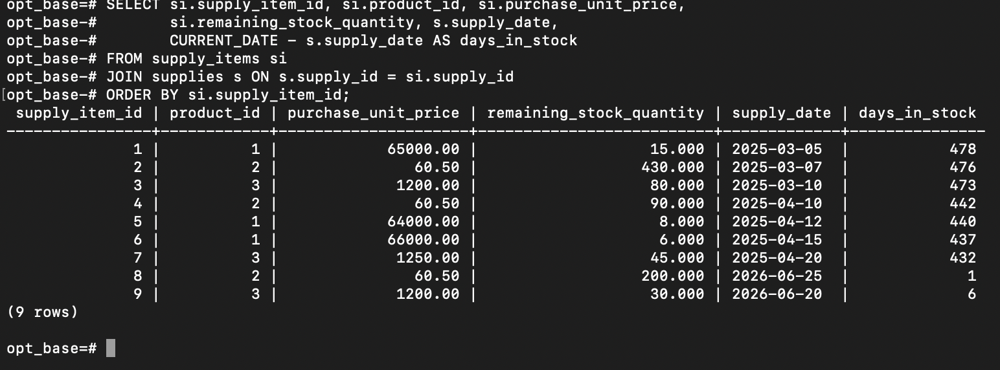 opt_base=# SELECT si.supply_item_id, si.product_id, si.purchase_unit_price,
opt_base-#        si.remaining_stock_quantity, s.supply_date,
opt_base-#        CURRENT_DATE - s.supply_date AS days_in_stock
opt_base-# FROM supply_items si
opt_base-# JOIN supplies s ON s.supply_id = si.supply_id
[opt_base-# ORDER BY si.supply_item_id;
 supply_item_id | product_id | purchase_unit_price | remaining_stock_quantity | supply_date | days_in_stock
----------------+------------+---------------------+--------------------------+-------------+---------------
              1 |          1 |            65000.00 |                   15.000 | 2025-03-05  |           478
              2 |          2 |               60.50 |                  430.000 | 2025-03-07  |           476
              3 |          3 |             1200.00 |                   80.000 | 2025-03-10  |           473
              4 |          2 |               60.50 |                   90.000 | 2025-04-10  |           442
              5 |          1 |            64000.00 |                    8.000 | 2025-04-12  |           440
              6 |          1 |            66000.00 |                    6.000 | 2025-04-15  |           437
              7 |          3 |             1250.00 |                   45.000 | 2025-04-20  |           432
              8 |          2 |               60.50 |                  200.000 | 2026-06-25  |             1
              9 |          3 |             1200.00 |                   30.000 | 2026-06-20  |             6
(9 rows)
opt_base=#